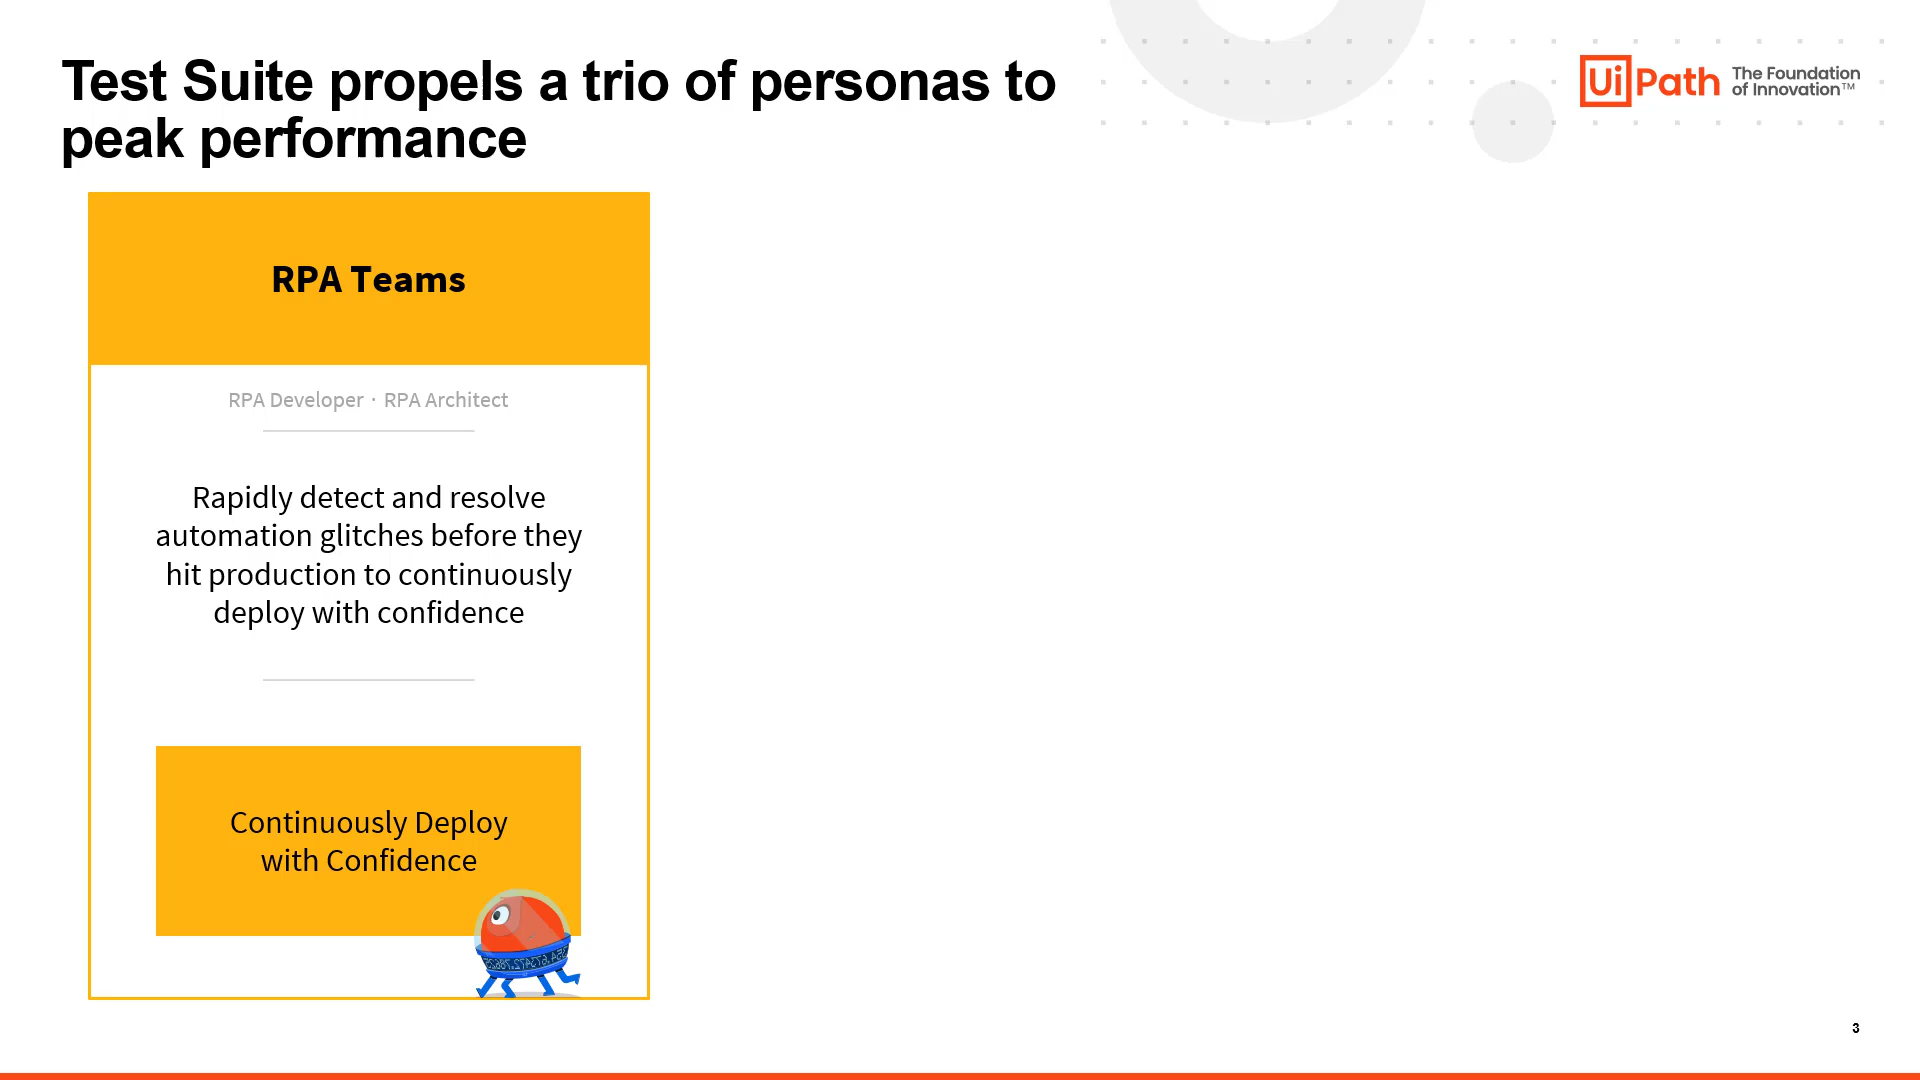 Test Suite propels a trio of personas to
peak performance
UiPath
The Foundation
of Innovation™
RPA Teams
RPA Developer · RPA Architect
Rapidly detect and resolve
automation glitches before they
hit production to continuously
deploy with confidence
Continuously Deploy
with Confidence
3